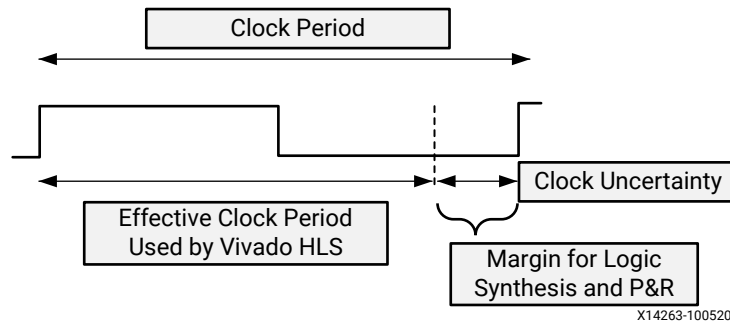 Clock Period
Clock Uncertainty
Effective Clock Period
Used by Vivado HLS
Margin for Logic
Synthesis and P&R
X14263-100520